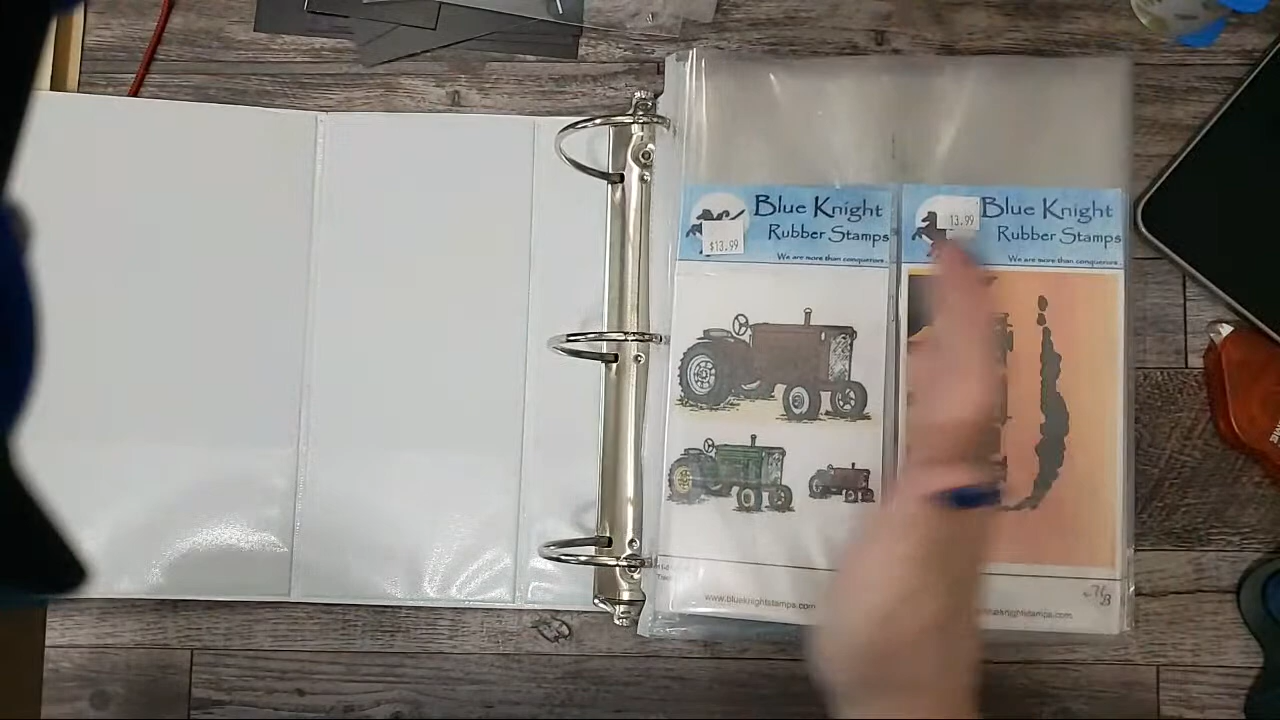 Blue Knight
Rubber Stamps
$13.99
We are more than conquerors.
www.blueknightstamps.com
13.99
Blue Knight
Rubber Stamps
We are more than conquerors.